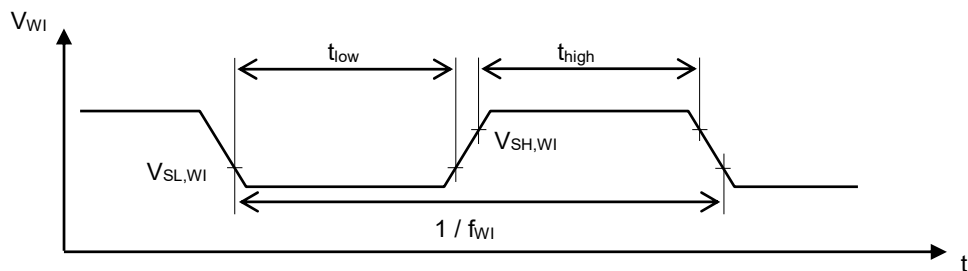 VWI
tlow
thigh
VSH,WI
VSL,WI
1 / fWI
t